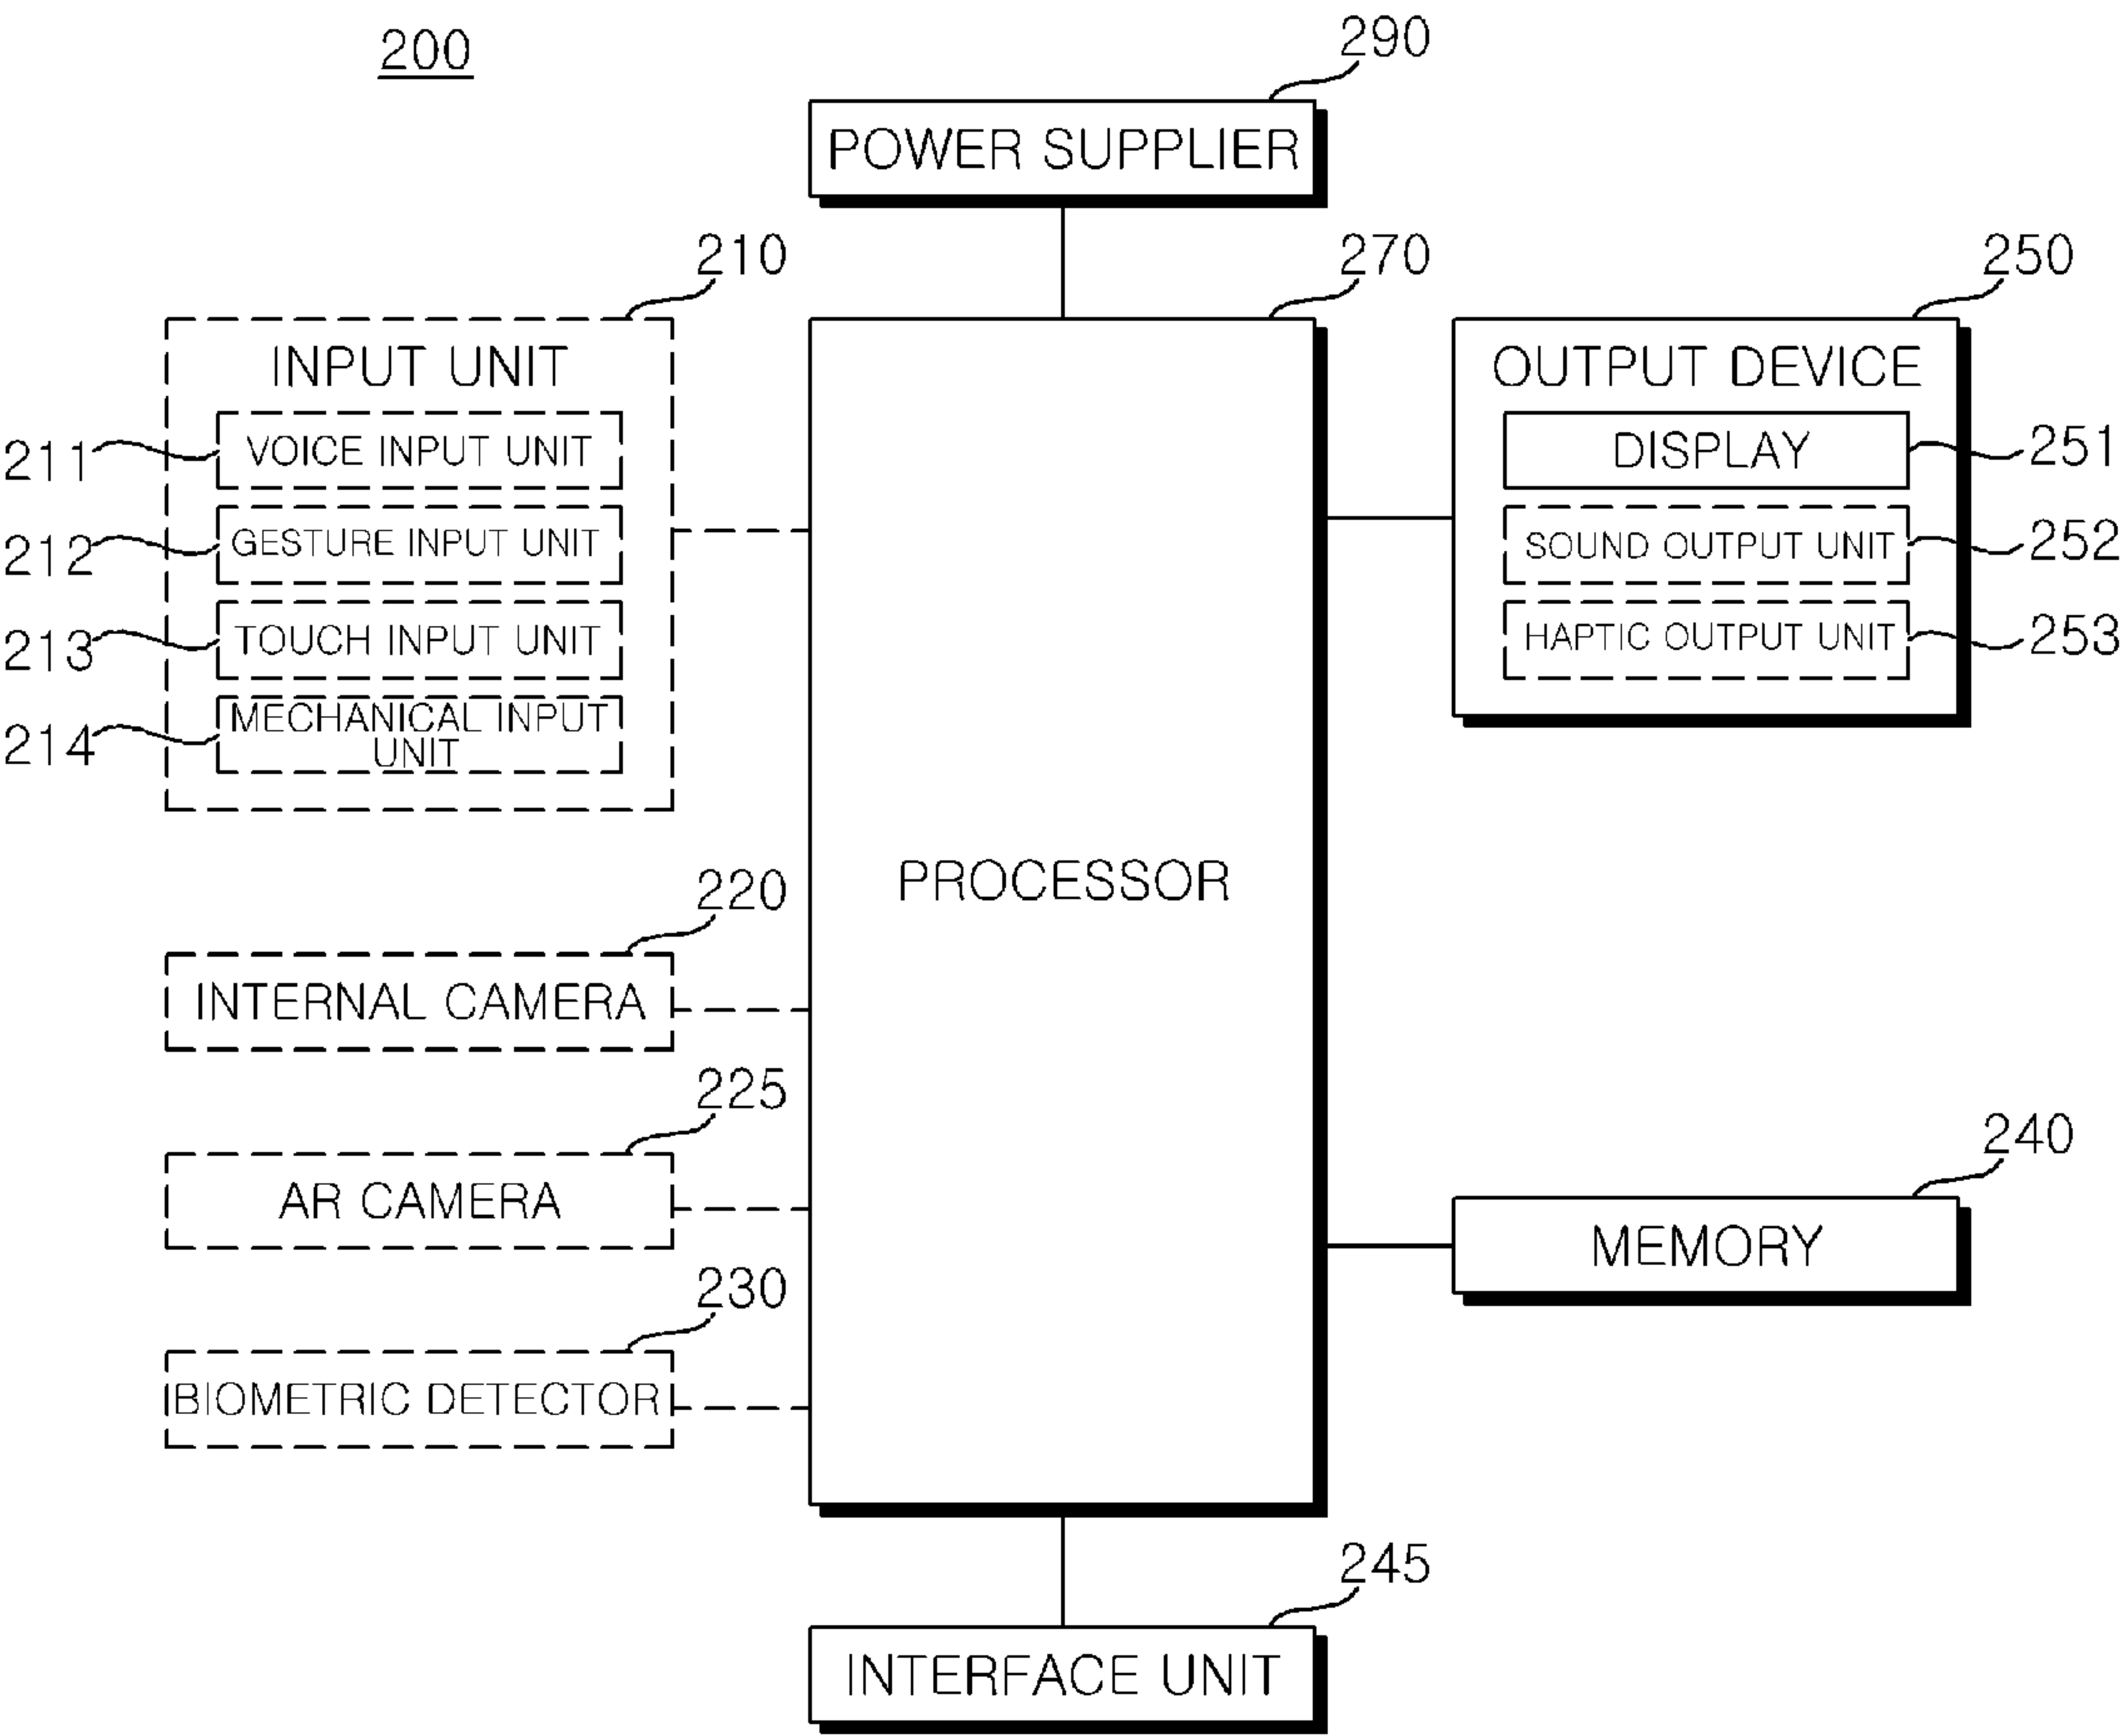 200
290
POWER SUPPLIER
210
INPUT UNIT
211
VOICE INPUT UNIT
212
GESTURE INPUT UNIT
213
TOUCH INPUT UNIT
214
MECHANICAL INPUT
UNIT
220
INTERNAL CAMERA
225
AR CAMERA
230
BIOMETRIC DETECTOR
270
PROCESSOR
250
OUTPUT DEVICE
DISPLAY
251
SOUND OUTPUT UNIT
252
HAPTIC OUTPUT UNIT
253
240
MEMORY
245
INTERFACE UNIT